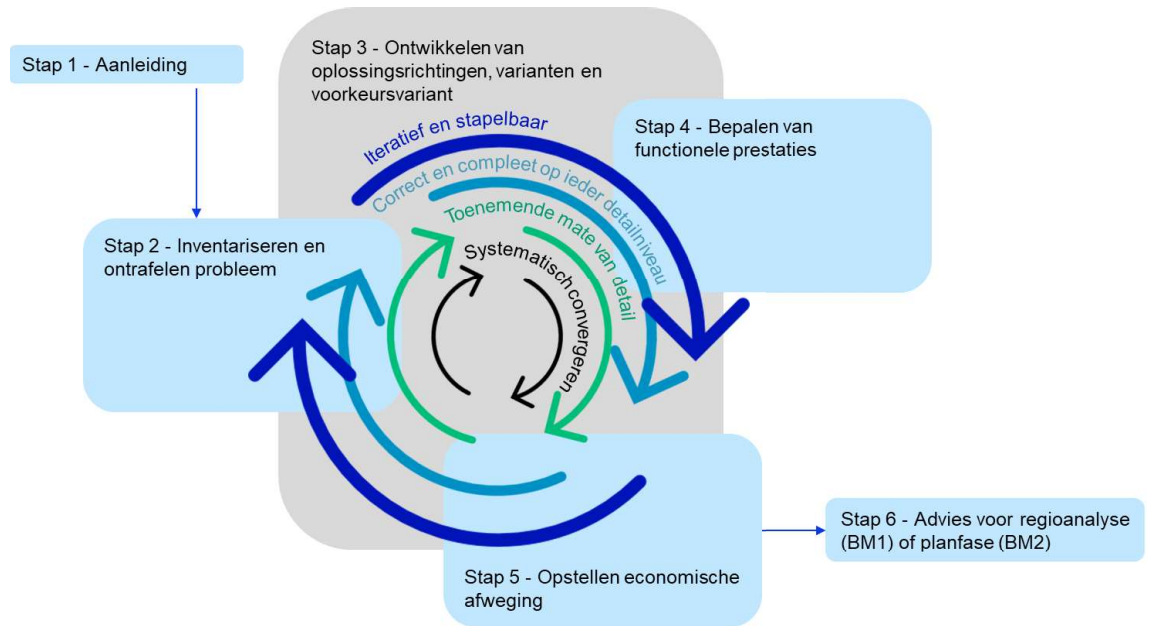 Stap 1 - Aanleiding
Stap 3 - Ontwikkelen van
oplossingsrichtingen, varianten en
voorkeursvariant
Stap 4 - Bepalen van
functionele prestaties
Iteratief en stapelbaar
Correct en compleet op ieder detailniveau
Toenemende mate van detail
Systematisch convergeren
Stap 2 - Inventariseren en
ontrafelen probleem
Stap 5 - Opstellen economische
afweging
Stap 6 - Advies voor regioanalyse
(BM1) of planfase (BM2)